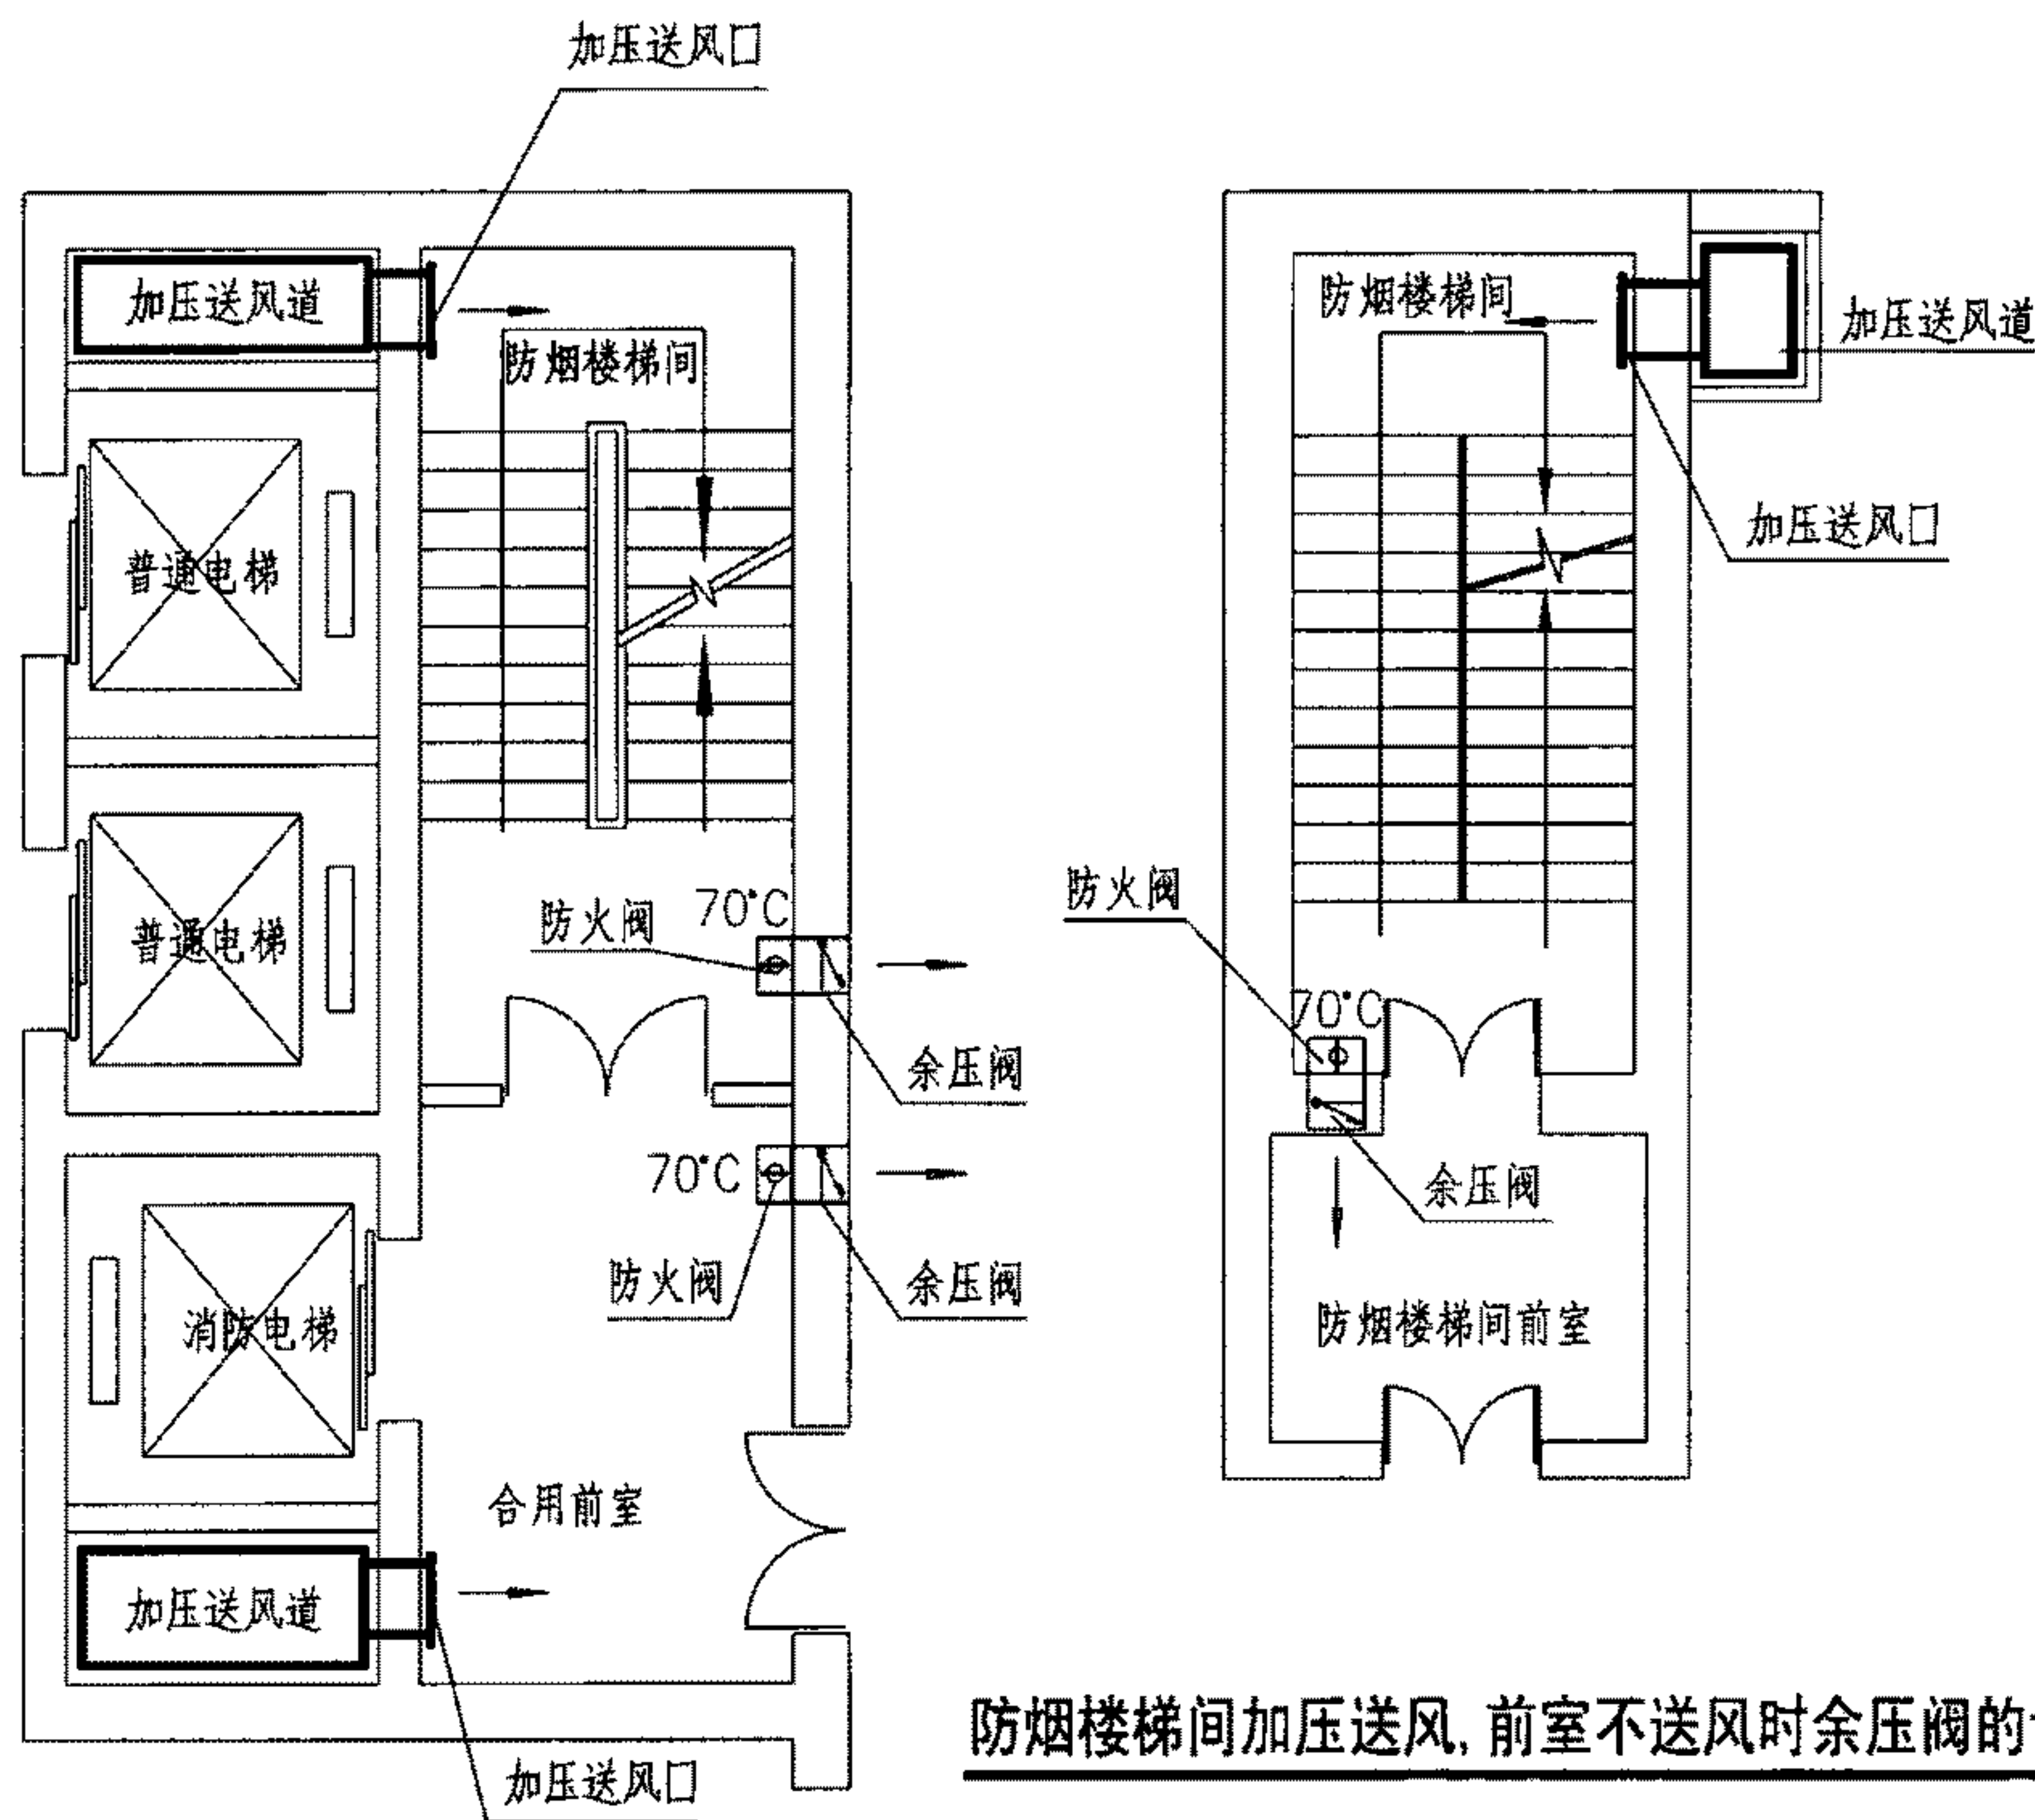 加压送风口
加压送风道
防烟楼梯间
普通电梯
普通电梯
防火阀
70°C
余压阀
70°C
防火阀
余压阀
消防电梯
合用前室
加压送风道
加压送风口
防烟楼梯间
加压送风道
加压送风口
防火阀
70°C
余压阀
防烟楼梯间前室
防烟楼梯间加压送风,前室不送风时余压阀的